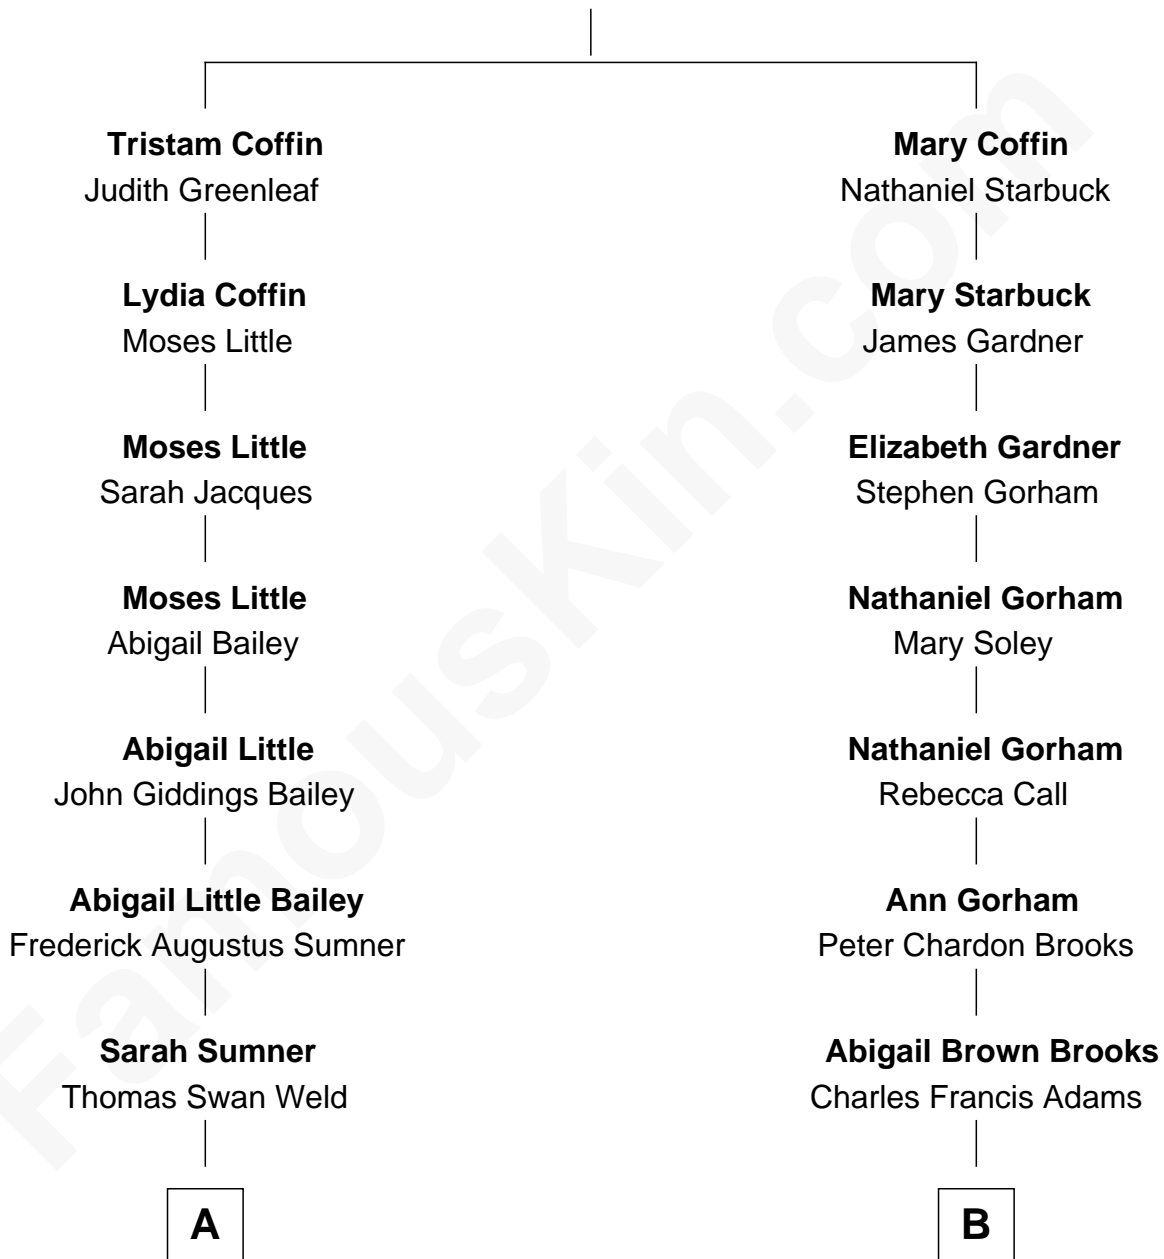 Tristam Coffin
Judith Greenleaf
Lydia Coffin
Moses Little
Moses Little
Sarah Jacques
Moses Little
Abigail Bailey
Abigail Little
John Giddings Bailey
Abigail Little Bailey
Frederick Augustus Sumner
Sarah Sumner
Thomas Swan Weld
A
Mary Coffin
Nathaniel Starbuck
Mary Starbuck
James Gardner
Elizabeth Gardner
Stephen Gorham
Nathaniel Gorham
Mary Soley
Nathaniel Gorham
Rebecca Call
Ann Gorham
Peter Chardon Brooks
Abigail Brown Brooks
Charles Francis Adams
B
FamousKin.com